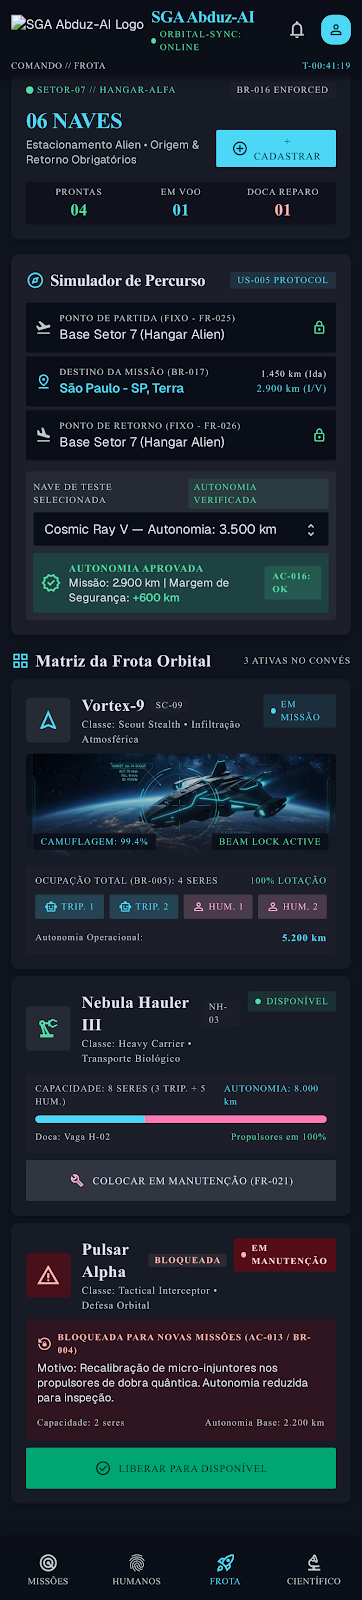 SGA Abduz-AI Logo
SGA Abduz-AI
ORBITAL-SYNC:
ONLINE
COMANDO // FROTA
T-00:41:19
SETOR-07 // HANGAR-ALFA
BR-016 ENFORCED
06 NAVES
Estacionamento Alien • Origem &
Retorno Obrigatórios
+
CADASTRAR
PRONTAS
04
EM VOO
01
DOCA REPARO
01
Simulador de Percurso
US-005 PROTOCOL
PONTO DE PARTIDA (FIXO - FR-025)
Base Setor 7 (Hangar Alien)
DESTINO DA MISSÃO (BR-017)
São Paulo - SP, Terra
1.450 km (Ida)
2.900 km (I/V)
PONTO DE RETORNO (FIXO - FR-026)
Base Setor 7 (Hangar Alien)
NAVE DE TESTE
SELECIONADA
AUTONOMIA
VERIFICADA
Cosmic Ray V — Autonomia: 3.500 km
AUTONOMIA APROVADA
Missão: 2.900 km | Margem de
Segurança: +600 km
AC-016:
OK
Matriz da Frota Orbital
3 ATIVAS NO CONVÉS
Vortex-9
SC-09
EM
MISSÃO
Classe: Scout Stealth • Infiltração
Atmosférica
CAMUFLAGEM: 99.4%
BEAM LOCK ACTIVE
OCUPAÇÃO TOTAL (BR-005): 4 SERES
100% LOTAÇÃO
TRIP. 1
TRIP. 2
HUM. 1
HUM. 2
Autonomia Operacional:
5.200 km
Nebula Hauler
III
NH-
03
DISPONÍVEL
Classe: Heavy Carrier •
Transporte Biológico
CAPACIDADE: 8 SERES (3 TRIP. + 5
HUM.)
AUTONOMIA: 8.000
km
Doca: Vaga H-02
Propulsores em 100%
COLOCAR EM MANUTENÇÃO (FR-021)
Pulsar
Alpha
BLOQUEADA
EM
MANUTENÇÃO
Classe: Tactical Interceptor •
Defesa Orbital
BLOQUEADA PARA NOVAS MISSÕES (AC-013 / BR-
004)
Motivo: Recalibração de micro-injuntores nos
propulsores de dobra quântica. Autonomia reduzida
para inspeção.
Capacidade: 2 seres
Autonomia Base: 2.200 km
LIBERAR PARA DISPONÍVEL
MISSÕES
HUMANOS
FROTA
CIENTÍFICO